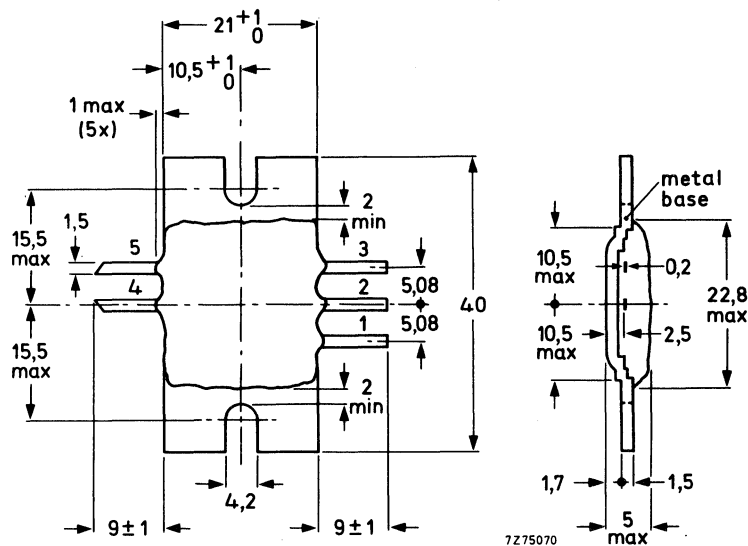 21 +1 0
10,5 +1 0
1 max
(5x)
2
min
metal
base
1,5
15,5
max
5
3
4
2
1
5,08
5,08
40
10,5
max
0,2
22,8
max
10,5
max
2,5
15,5
max
2
min
4,2
9±1
9±1
1,7
1,5
5
max
7Z75070